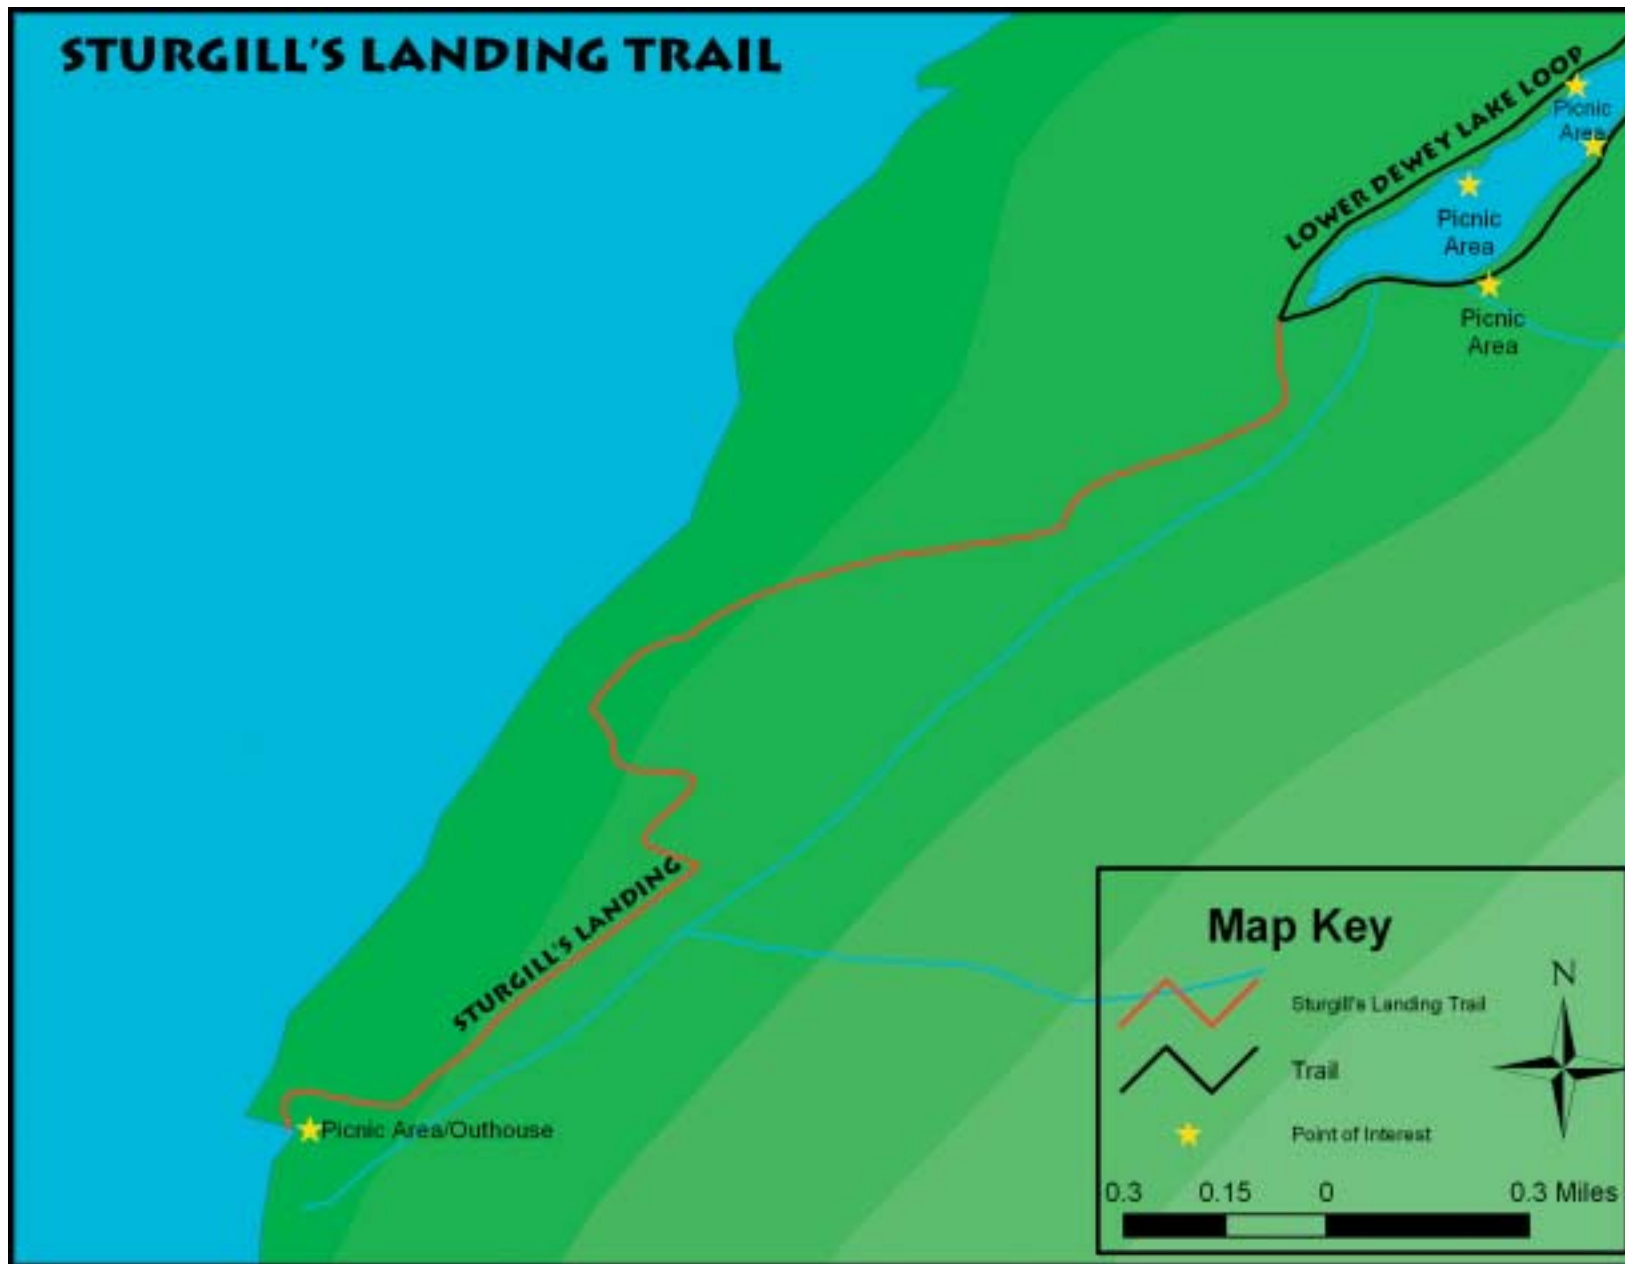 STURGILL'S LANDING TRAIL
LOWER DEWEY LAKE LOOP
Picnic
Area
Picnic
Area
Picnic
Area
STURGILL'S LANDING
Picnic Area/Outhouse
Map Key
N
Sturgill's Landing Trail
Trail
Point of Interest
0.3 0.15 0 0.3 Miles